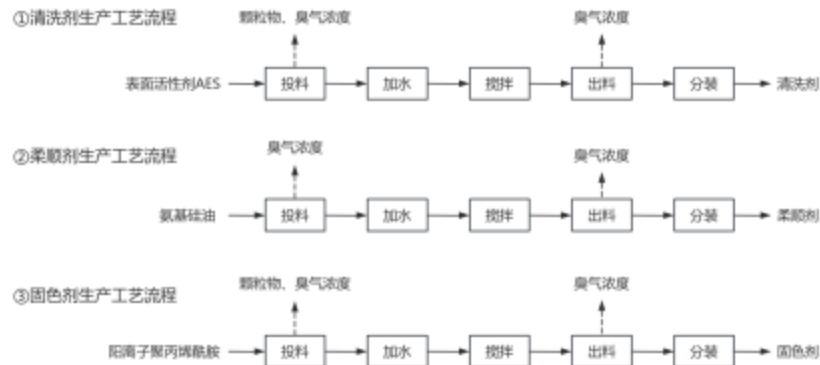 ①清洗剂生产工艺流程
颗粒物、臭气浓度
臭气浓度
表面活性剂AES 投料 加水 搅拌 出料 分装 清洗剂
②柔顺剂生产工艺流程
臭气浓度
臭气浓度
氨基硅油 投料 加水 搅拌 出料 分装 柔顺剂
③固色剂生产工艺流程
颗粒物、臭气浓度
臭气浓度
阳离子聚丙烯酰胺 投料 加水 搅拌 出料 分装 固色剂